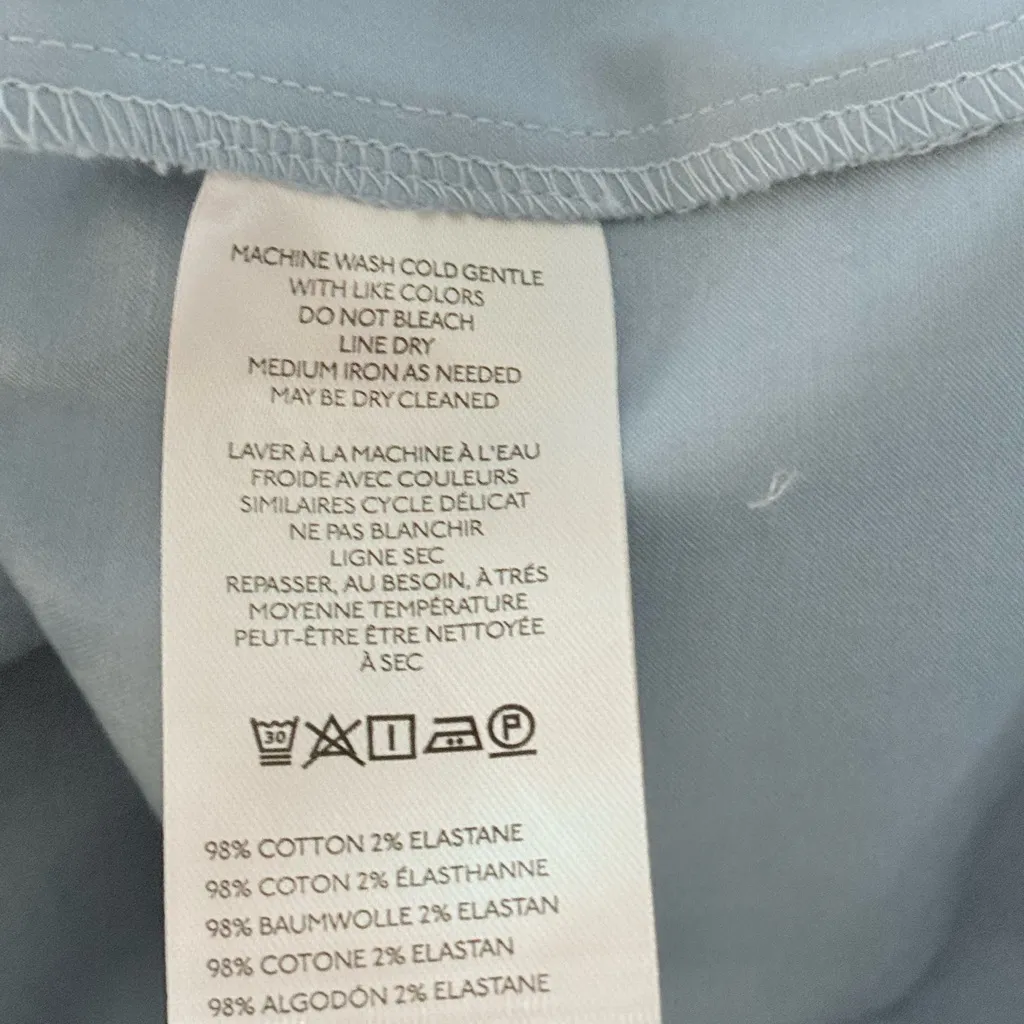 MACHINE WASH COLD GENTLE
WITH LIKE COLORS
DO NOT BLEACH
LINE DRY
MEDIUM IRON AS NEEDED
MAY BE DRY CLEANED
LAVER À LA MACHINE À L'EAU
FROIDE AVEC COULEURS
SIMILAIRES CYCLE DÉLICAT
NE PAS BLANCHIR
LIGNE SEC
REPASSER, AU BESOIN, À TRÉS
MOYENNE TEMPÉRATURE
PEUT-ÊTRE ÊTRE NETTOYÉE
À SEC
30 P
98% COTTON 2% ELASTANE
98% COTON 2% ÉLASTHANNE
98% BAUMWOLLE 2% ELASTAN
98% COTONE 2% ELASTAN
98% ALGODÓN 2% ELASTANE